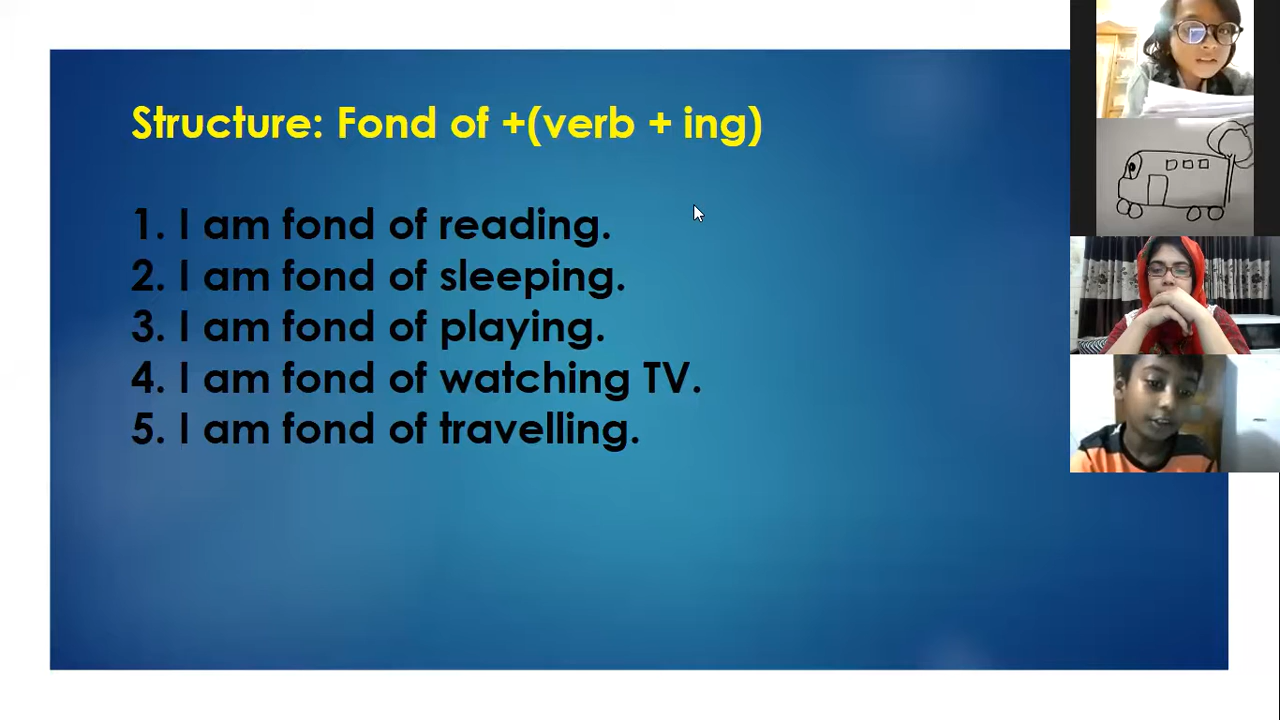 Structure: Fond of +(verb + ing)
1. I am fond of reading.
2. I am fond of sleeping.
3. I am fond of playing.
4. I am fond of watching TV.
5. I am fond of travelling.